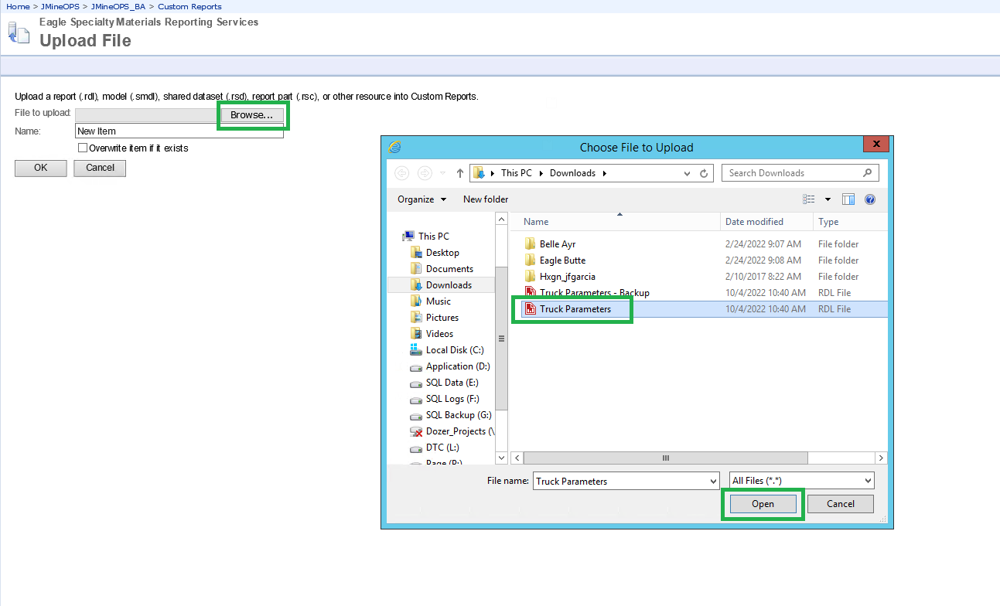 Home > JMineOPS > JMineOPS_BA > Custom Reports
Eagle Specialty Materials Reporting Services
Upload File
Upload a report (.rdl), model (.smdl), shared dataset (.rsd), report part (.rsc), or other resource into Custom Reports.
File to upload: Browse...
Name: New Item
Overwrite item if it exists
OK Cancel
Choose File to Upload
This PC Downloads
Search Downloads
Organize New folder
Name Date modified Type
This PC
Desktop
Documents
Downloads
Music
Pictures
Videos
Local Disk (C:)
Application (D:)
SQL Data (E:)
SQL Logs (F:)
SQL Backup (G:)
Dozer_Projects (\
DTC (L:)
Page (P:)
Belle Ayr 2/24/2022 9:07 AM File folder
Eagle Butte 2/24/2022 9:08 AM File folder
Hxgn_jfgarcia 2/10/2017 8:22 AM File folder
Truck Parameters - Backup 10/4/2022 10:40 AM RDL File
Truck Parameters 10/4/2022 10:40 AM RDL File
File name: Truck Parameters All Files (*.*)
Open Cancel